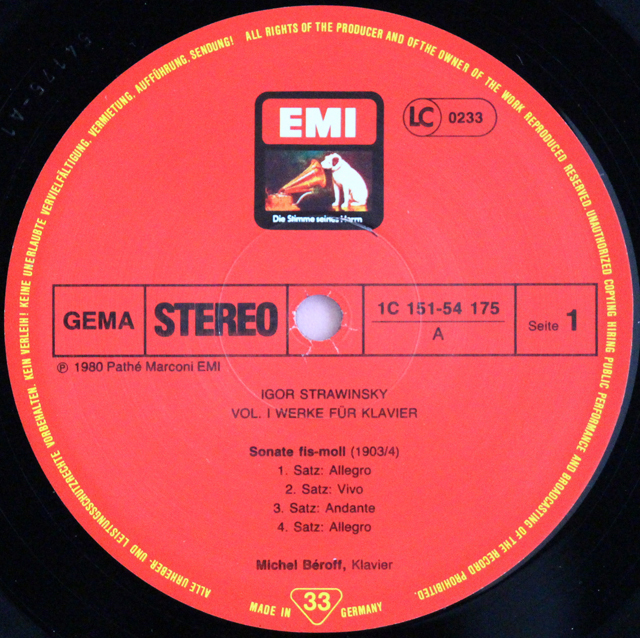 54175-A1
ALLE URHEBER- UND LEISTUNGSSCHUTZRECHTE VORBEHALTEN. KEIN VERLEIH! KEINE UNERLAUBTE VERVIELFÄLTIGUNG, VERMIETUNG, AUFFÜHRUNG, SENDUNG!
ALL RIGHTS OF THE PRODUCER AND OF THE OWNER OF THE WORK REPRODUCED RESERVED. UNAUTHORIZED COPYING HIRING PUBLIC PERFORMANCE AND BROADCASTING OF THE RECORD PROHIBITED.
EMI
LC 0233
Die Stimme seines Herrn
GEMA STEREO 1C 151-54 175
A
Seite 1
℗ 1980 Pathé Marconi EMI
IGOR STRAWINSKY
VOL. I WERKE FÜR KLAVIER
Sonate fis-moll (1903/4)
1. Satz: Allegro
2. Satz: Vivo
3. Satz: Andante
4. Satz: Allegro
Michel Béroff, Klavier
MADE IN 33 GERMANY